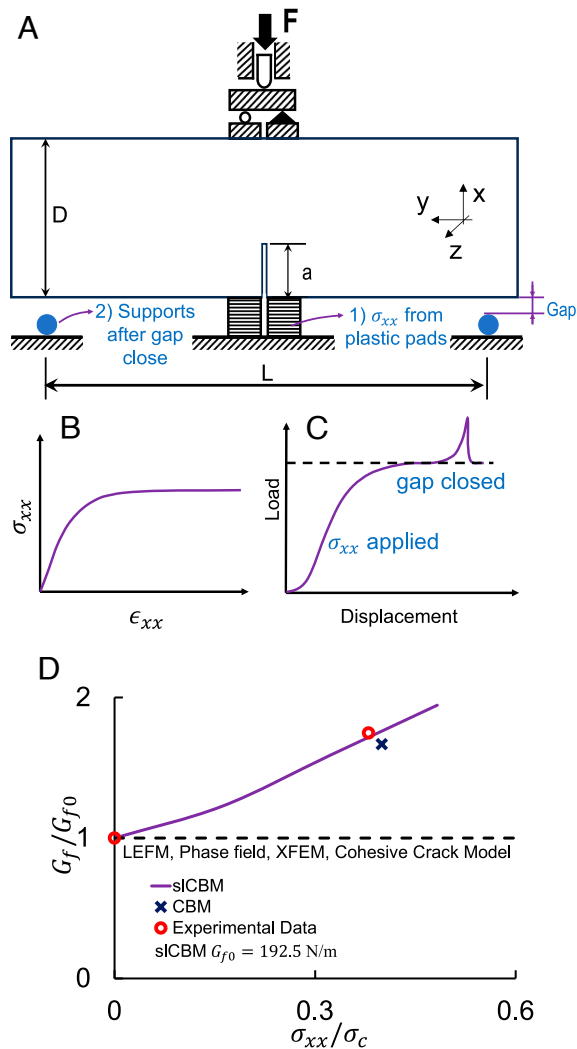 A
F
D
a
x
y
z
Gap
2) Supports
after gap
close
1) σxx from
plastic pads
L
B
σxx
ϵxx
C
Load
gap closed
σxx applied
Displacement
D
2
1
0
Gf/Gf0
LEFM, Phase field, XFEM, Cohesive Crack Model
slCBM
CBM
Experimental Data
slCBM Gf0 = 192.5 N/m
0
0.3
0.6
σxx/σc